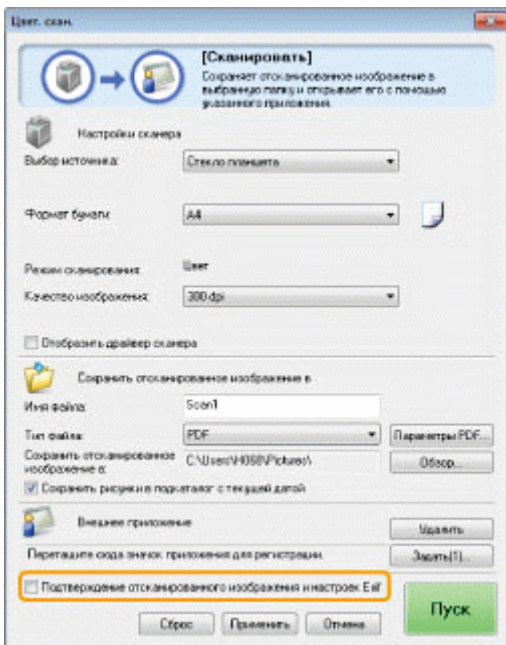 Цвет. скан.
[Сканировать]
Сохраняет отсканированное изображение в
выбранную папку и открывает его с помощью
указанного приложения.
Настройки сканера
Выбор источника: Стекло планшета
Формат бумаги: A4
Режим сканирования: Цвет
Качество изображения: 300 dpi
Отобразить драйвер сканера
Сохранить отсканированное изображение в
Имя файла: Scan1
Тип файла: PDF Параметры PDF...
Сохранить отсканированное
изображение в: C:\Users\HOSB\Pictures\ Обзор...
Сохранить рисунки в подкаталог с текущей датой
Внешнее приложение Удалить
Перетащите сюда значок приложения для регистрации. Задать(1)...
Подтверждение отсканированного изображения и настроек Exif
Сброс Применить Отмена Пуск